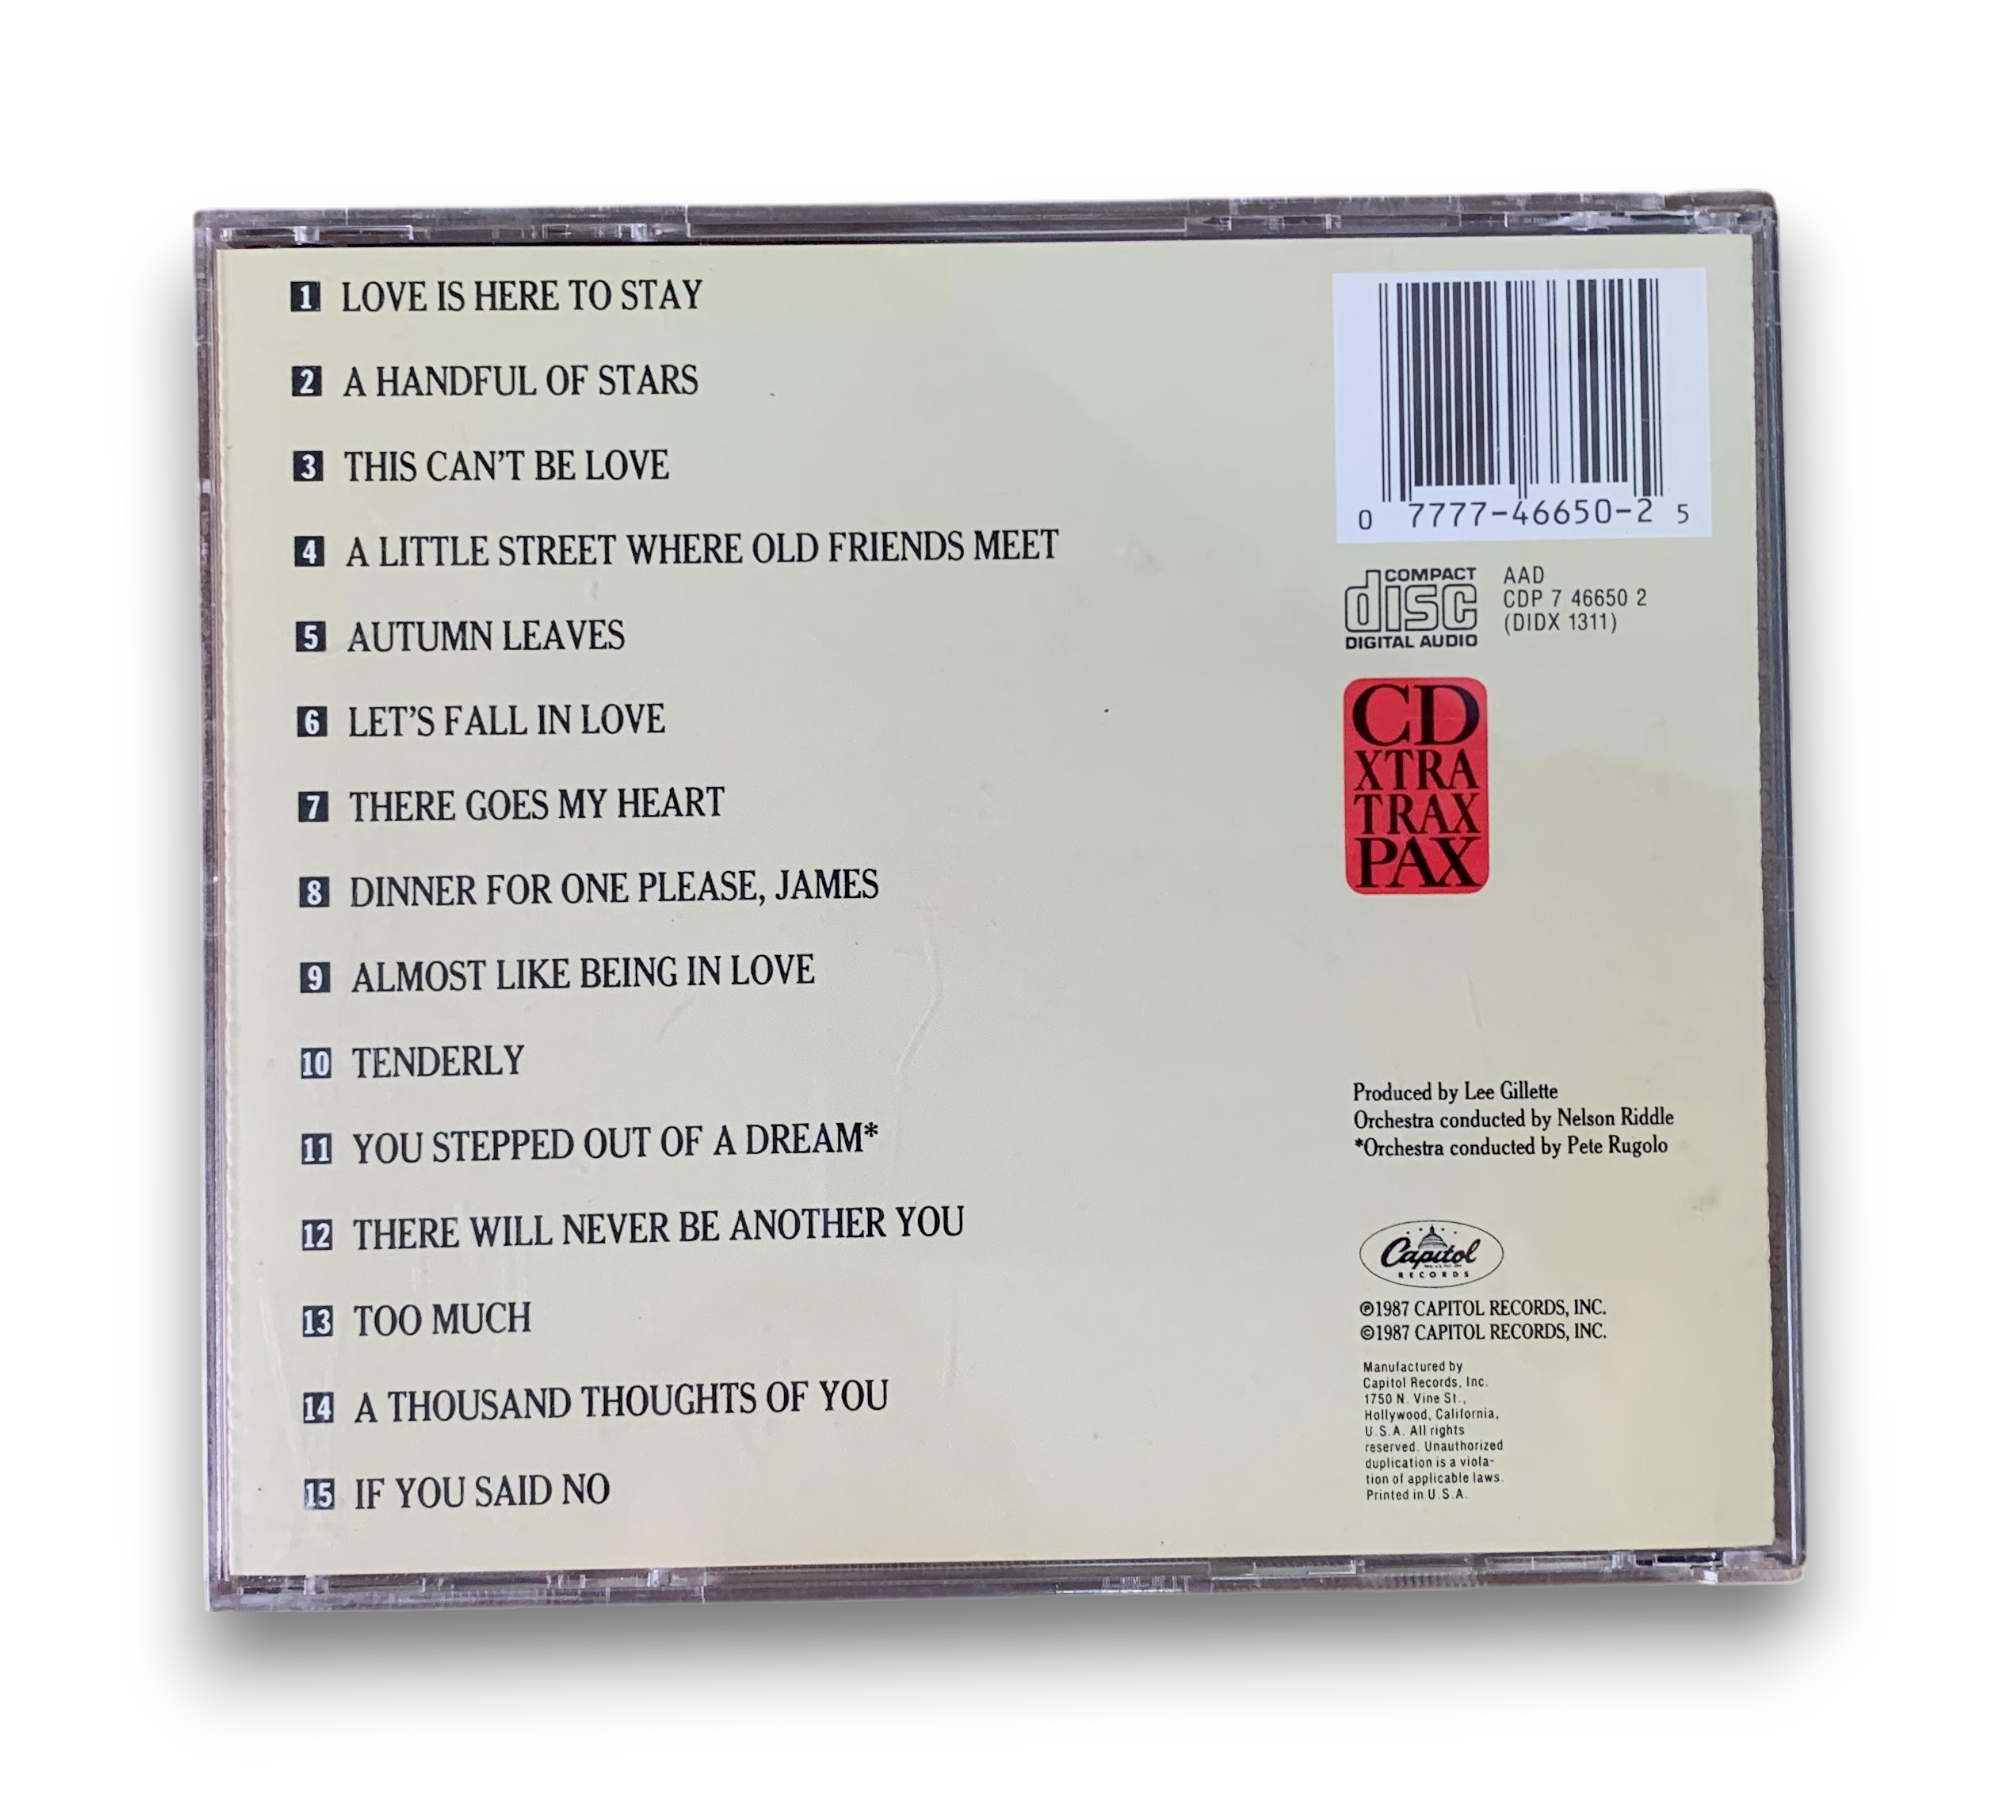 1 LOVE IS HERE TO STAY
2 A HANDFUL OF STARS
3 THIS CAN'T BE LOVE
4 A LITTLE STREET WHERE OLD FRIENDS MEET
5 AUTUMN LEAVES
6 LET'S FALL IN LOVE
7 THERE GOES MY HEART
8 DINNER FOR ONE PLEASE, JAMES
9 ALMOST LIKE BEING IN LOVE
10 TENDERLY
11 YOU STEPPED OUT OF A DREAM*
12 THERE WILL NEVER BE ANOTHER YOU
13 TOO MUCH
14 A THOUSAND THOUGHTS OF YOU
15 IF YOU SAID NO
0 7777-46650-2 5
COMPACT
disc
DIGITAL AUDIO
AAD
CDP 7 46650 2
(DIDX 1311)
CD
XTRA
TRAX
PAX
Produced by Lee Gillette
Orchestra conducted by Nelson Riddle
*Orchestra conducted by Pete Rugolo
Capitol
RECORDS
℗1987 CAPITOL RECORDS, INC.
©1987 CAPITOL RECORDS, INC.
Manufactured by
Capitol Records, Inc.
1750 N. Vine St.,
Hollywood, California,
U.S.A. All rights
reserved. Unauthorized
duplication is a viola-
tion of applicable laws.
Printed in U.S.A.